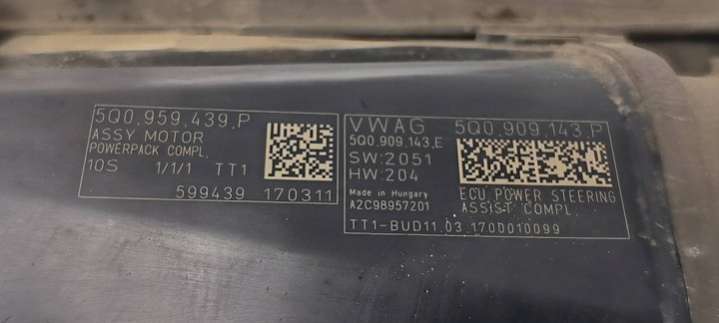 5Q0.959.439.P
ASSY MOTOR
POWERPACK COMPL.
10S 1/1/1 TT1
599439 170311
VWAG 5Q0.909.143.P
5Q0.909.143.E
SW:2051
HW:204
Made in Hungary
A2C98957201
ECU POWER STEERING
ASSIST COMPL.
TT1-BUD11.03.1700010099